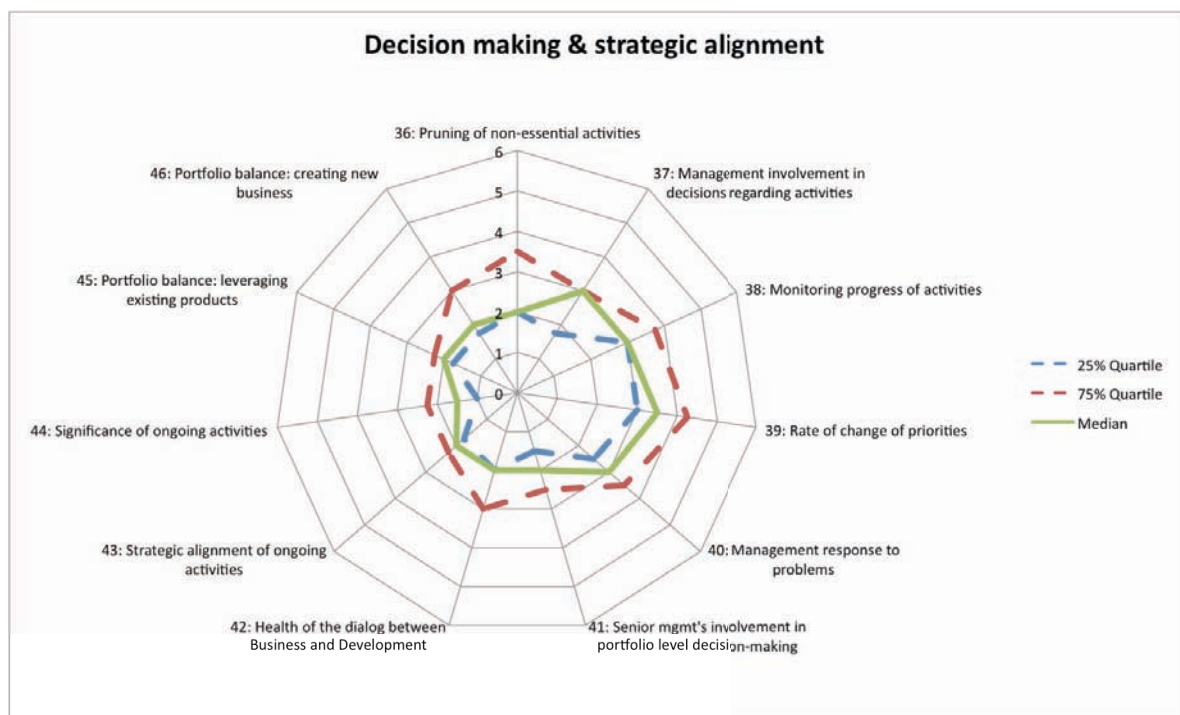 Decision making & strategic alignment
36: Pruning of non-essential activities
46: Portfolio balance: creating new
business
37: Management involvement in
decisions regarding activities
45: Portfolio balance: leveraging
existing products
38: Monitoring progress of activities
44: Significance of ongoing activities
39: Rate of change of priorities
43: Strategic alignment of ongoing
activities
40: Management response to
problems
42: Health of the dialog between
Business and Development
41: Senior mgmt's involvement in
portfolio level decision-making
6
5
4
3
2
1
0
25% Quartile
75% Quartile
Median